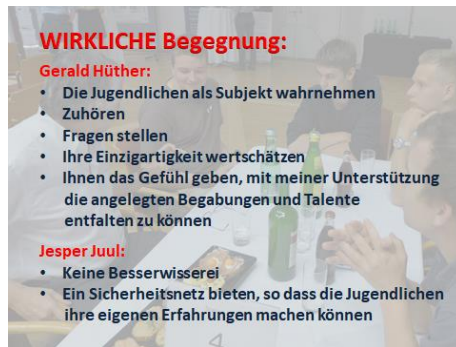 WIRKLICHE Begegnung:
Gerald Hüther:
• Die Jugendlichen als Subjekt wahrnehmen
• Zuhören
• Fragen stellen
• Ihre Einzigartigkeit wertschätzen
• Ihnen das Gefühl geben, mit meiner Unterstützung
die angelegten Begabungen und Talente
entfalten zu können
Jesper Juul:
• Keine Besserwisserei
• Ein Sicherheitsnetz bieten, so dass die Jugendlichen
ihre eigenen Erfahrungen machen können